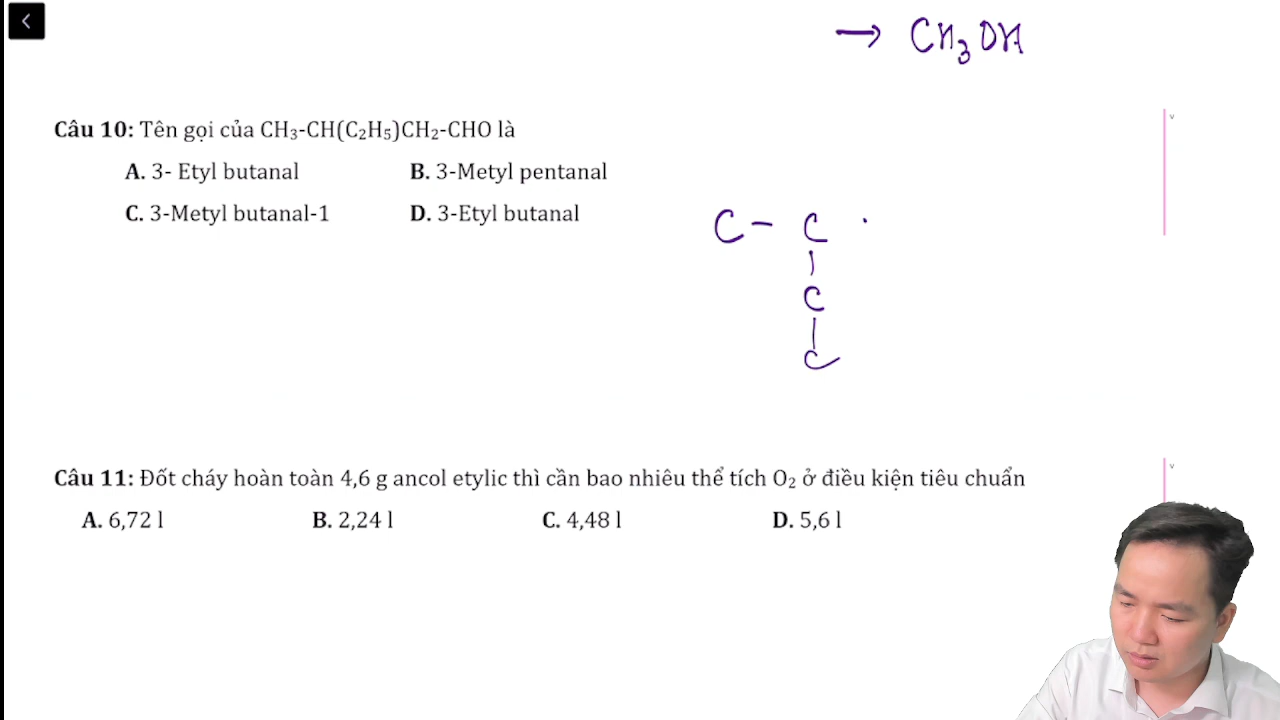 → CH₃OH
Câu 10: Tên gọi của CH₃-CH(C₂H₅)CH₂-CHO là
A. 3- Etyl butanal B. 3-Metyl pentanal
C. 3-Metyl butanal-1 D. 3-Etyl butanal
C - C
C
C
Câu 11: Đốt cháy hoàn toàn 4,6 g ancol etylic thì cần bao nhiêu thể tích O₂ ở điều kiện tiêu chuẩn
A. 6,72 l B. 2,24 l C. 4,48 l D. 5,6 l